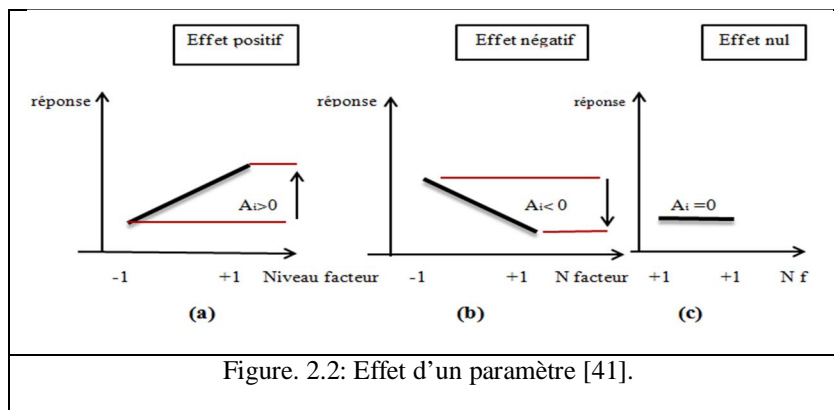 Effet positif Effet négatif Effet nul
réponse réponse réponse
Ai>0 Ai< 0 Ai =0
-1 +1 Niveau facteur -1 +1 N facteur +1 +1 N f
(a) (b) (c)
Figure. 2.2: Effet d’un paramètre [41].